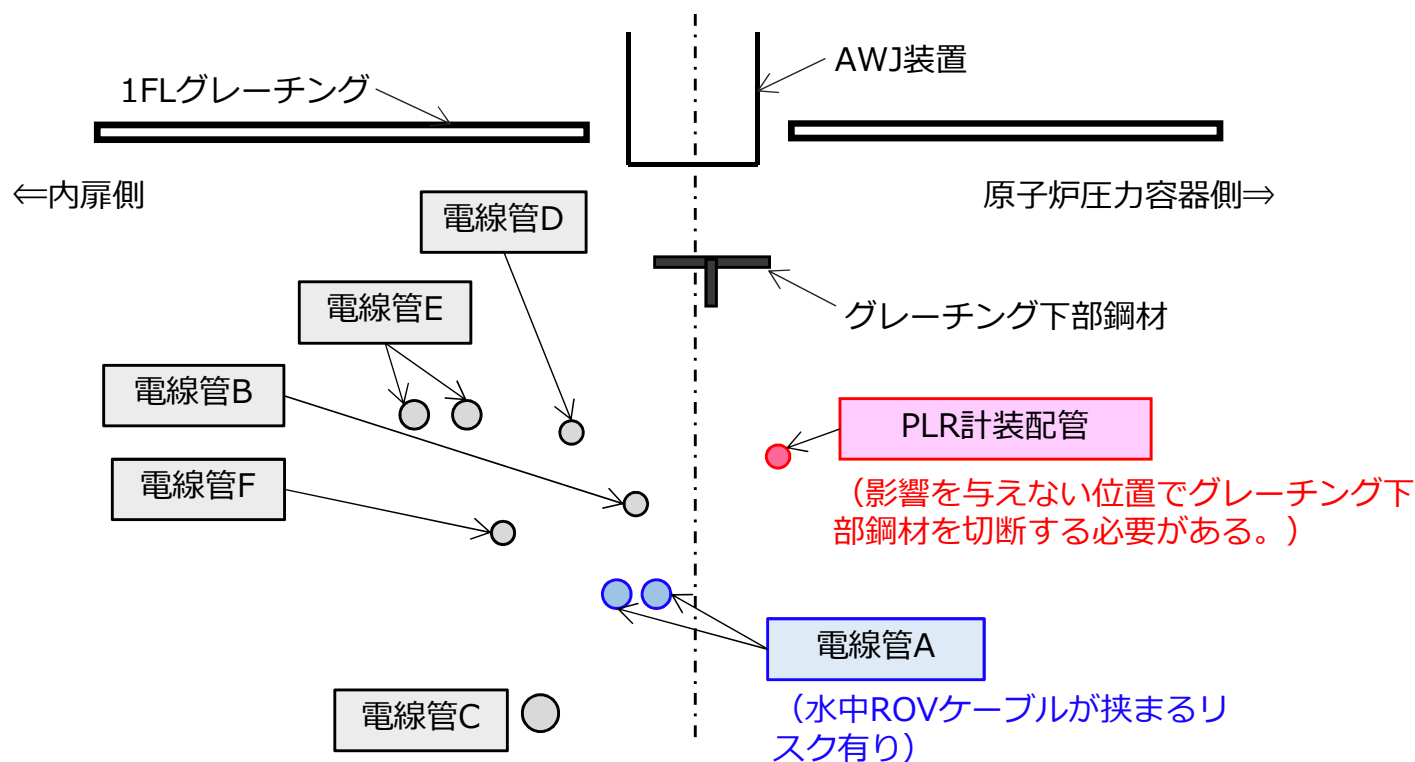 AWJ装置
1FLグレーチング
⇐内扉側
原子炉圧力容器側⇒
電線管D
電線管E
グレーチング下部鋼材
電線管B
PLR計装配管
電線管F
（影響を与えない位置でグレーチング下
部鋼材を切断する必要がある。）
電線管A
電線管C
（水中ROVケーブルが挟まるリ
スク有り）